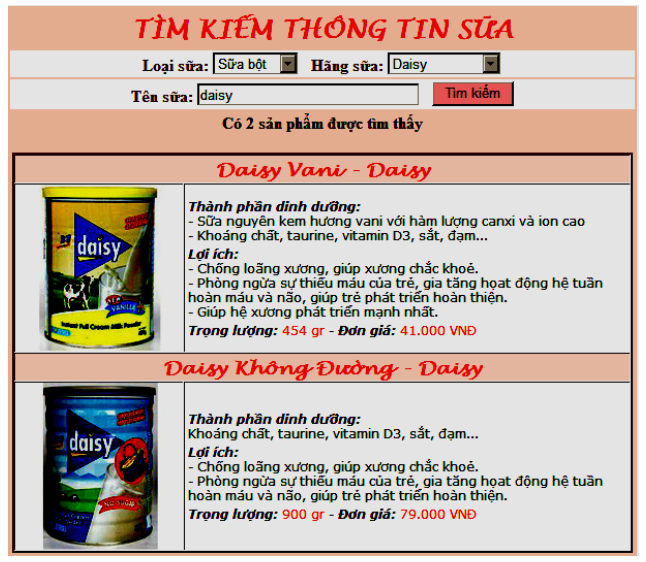 TÌM KIẾM THÔNG TIN SỮA
Loại sữa: Sữa bột Hãng sữa: Daisy
Tên sữa: daisy Tìm kiếm
Có 2 sản phẩm được tìm thấy
Daisy Vani - Daisy
daisy
VANILLA
Instant Full Cream Milk Powder
Thành phần dinh dưỡng:
- Sữa nguyên kem hương vani với hàm lượng canxi và ion cao
- Khoáng chất, taurine, vitamin D3, sắt, đạm...
Lợi ích:
- Chống loãng xương, giúp xương chắc khoẻ.
- Phòng ngừa sự thiếu máu của trẻ, gia tăng hoạt động hệ tuần
hoàn máu và não, giúp trẻ phát triển hoàn thiện.
- Giúp hệ xương phát triển mạnh nhất.
Trọng lượng: 454 gr - Đơn giá: 41.000 VNĐ
Daisy Không Đường - Daisy
daisy
Thành phần dinh dưỡng:
Khoáng chất, taurine, vitamin D3, sắt, đạm...
Lợi ích:
- Chống loãng xương, giúp xương chắc khoẻ.
- Phòng ngừa sự thiếu máu của trẻ, gia tăng hoạt động hệ tuần
hoàn máu và não, giúp trẻ phát triển hoàn thiện.
Trọng lượng: 900 gr - Đơn giá: 79.000 VNĐ